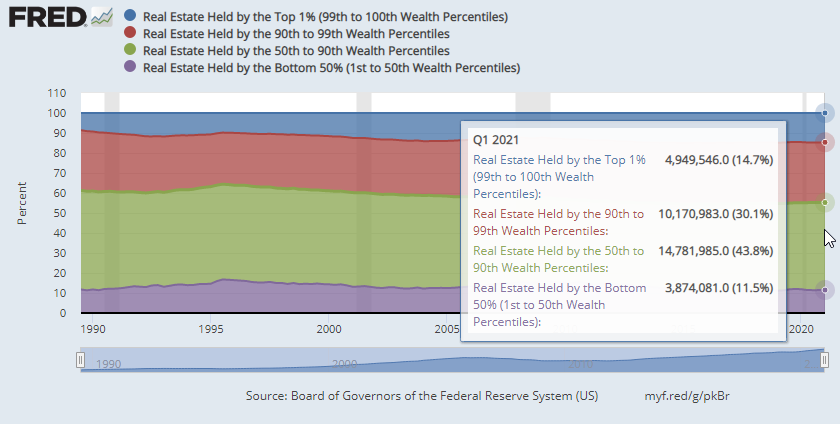 FRED
Real Estate Held by the Top 1% (99th to 100th Wealth Percentiles)
Real Estate Held by the 90th to 99th Wealth Percentiles
Real Estate Held by the 50th to 90th Wealth Percentiles
Real Estate Held by the Bottom 50% (1st to 50th Wealth Percentiles)
110
100
90
80
70
60
50
40
30
20
10
0
Percent
Q1 2021
Real Estate Held by the Top 1% 4,949,546.0 (14.7%)
(99th to 100th Wealth
Percentiles):
Real Estate Held by the 90th to 10,170,983.0 (30.1%)
99th Wealth Percentiles:
Real Estate Held by the 50th to 14,781,985.0 (43.8%)
90th Wealth Percentiles:
Real Estate Held by the Bottom 3,874,081.0 (11.5%)
50% (1st to 50th Wealth
Percentiles):
1990 1995 2000 2005 2020
1990 2000 2010
Source: Board of Governors of the Federal Reserve System (US) myf.red/g/pkBr